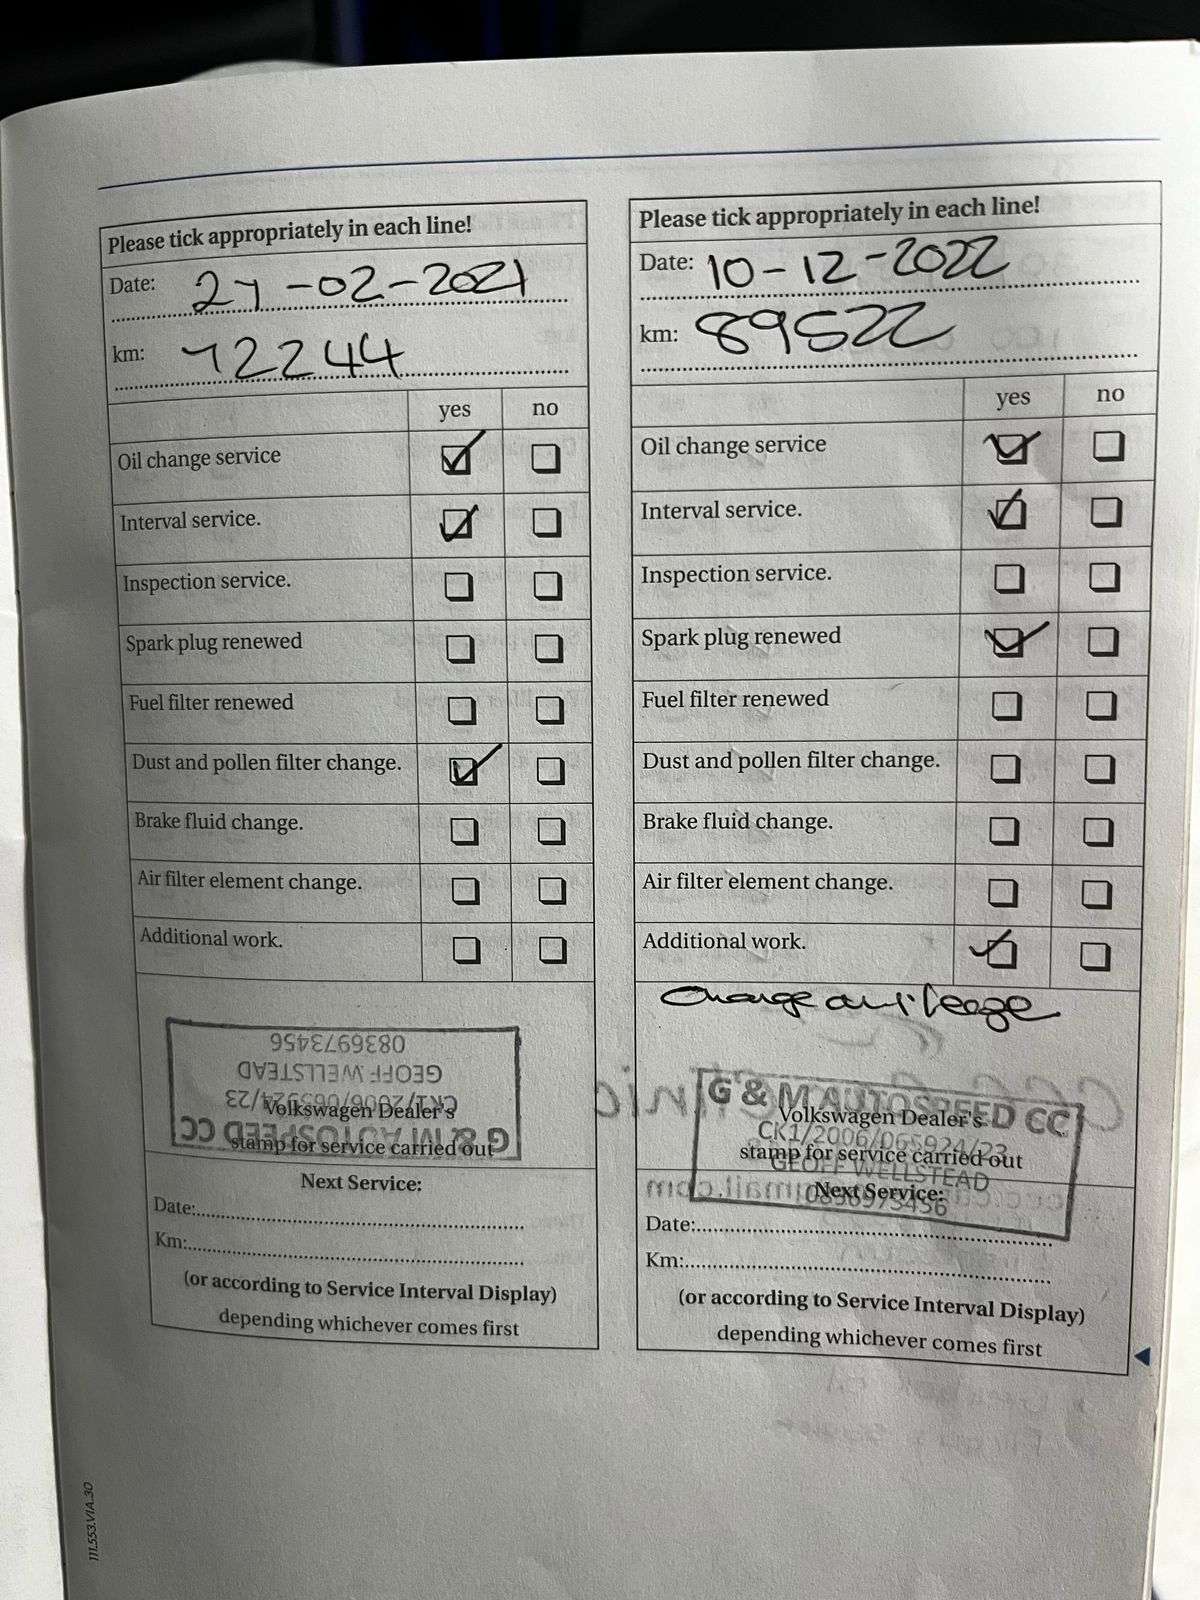 Please tick appropriately in each line!
Date: 27-02-2021
km: 72244
yes no
Oil change service
Interval service.
Inspection service.
Spark plug renewed
Fuel filter renewed
Dust and pollen filter change.
Brake fluid change.
Air filter element change.
Additional work.
G & M AUTOSPEED CC
CK1/2006/065924/23
GEOFF WELLSTEAD
0836973456
Volkswagen Dealer's
stamp for service carried out
Next Service:
Date:
Km:
(or according to Service Interval Display)
depending whichever comes first
Please tick appropriately in each line!
Date: 10-12-2022
km: 89522
yes no
Oil change service
Interval service.
Inspection service.
Spark plug renewed
Fuel filter renewed
Dust and pollen filter change.
Brake fluid change.
Air filter element change.
Additional work.
Change
G & M AUTOSPEED CC
CK1/2006/065924/23
GEOFF WELLSTEAD
0836973456
Volkswagen Dealer's
stamp for service carried out
Next Service:
Date:
Km:
(or according to Service Interval Display)
depending whichever comes first
111.553.VIA.30